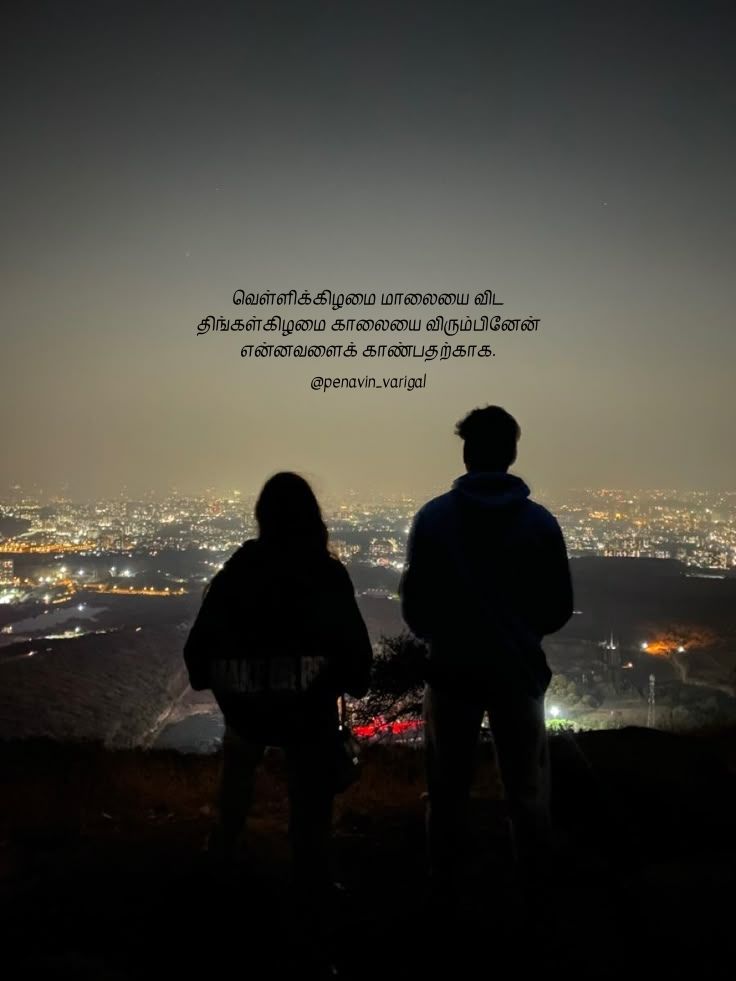 வெள்ளிக்கிழமை மாலையை விட
திங்கள்கிழமை காலையை விரும்பினேன்
என்னவளைக் காண்பதற்காக.
@penavin_varigal